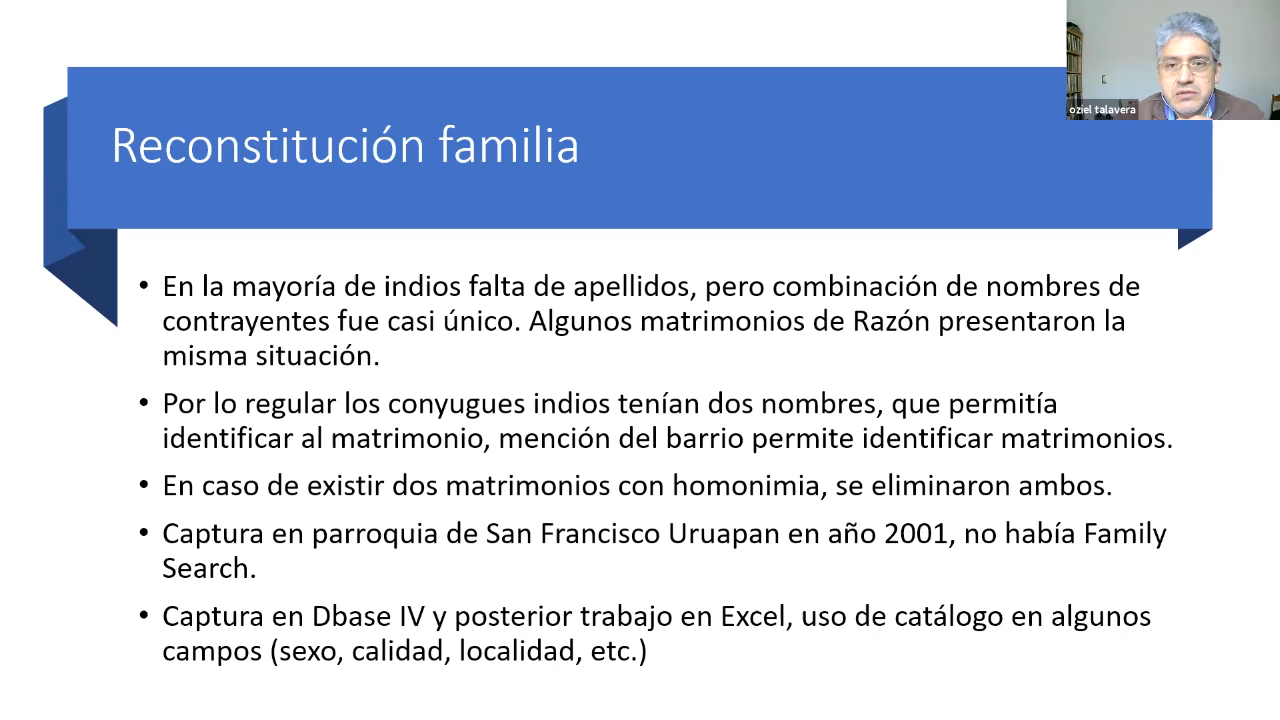 oziel talavera
Reconstitución familia
• En la mayoría de indios falta de apellidos, pero combinación de nombres de
contrayentes fue casi único. Algunos matrimonios de Razón presentaron la
misma situación.
• Por lo regular los conyugues indios tenían dos nombres, que permitía
identificar al matrimonio, mención del barrio permite identificar matrimonios.
• En caso de existir dos matrimonios con homonimia, se eliminaron ambos.
• Captura en parroquia de San Francisco Uruapan en año 2001, no había Family
Search.
• Captura en Dbase IV y posterior trabajo en Excel, uso de catálogo en algunos
campos (sexo, calidad, localidad, etc.)